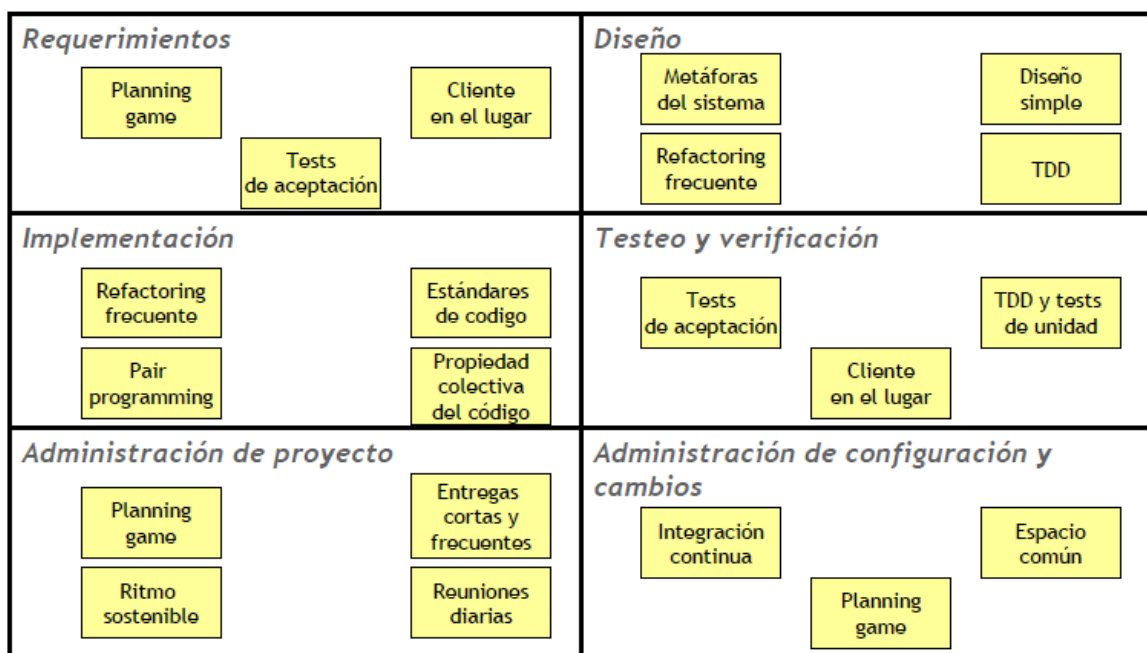 Requerimientos
Planning
game
Cliente
en el lugar
Tests
de aceptación
Diseño
Metáforas
del sistema
Diseño
simple
Refactoring
frecuente
TDD
Implementación
Refactoring
frecuente
Estándares
de codigo
Pair
programming
Propiedad
colectiva
del código
Testeo y verificación
Tests
de aceptación
TDD y tests
de unidad
Cliente
en el lugar
Administración de proyecto
Planning
game
Entregas
cortas y
frecuentes
Ritmo
sostenible
Reuniones
diarias
Administración de configuración y
cambios
Integración
continua
Espacio
común
Planning
game